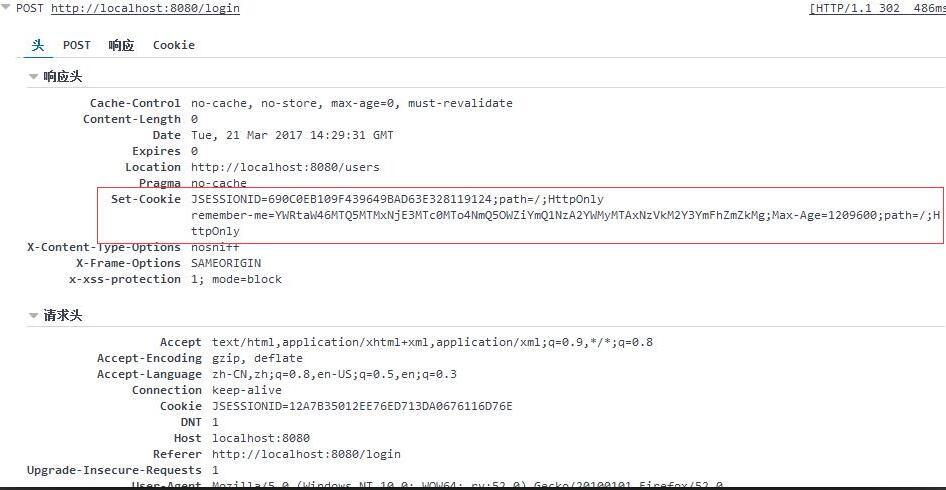 POST http://localhost:8080/login [HTTP/1.1 302 486ms
头 POST 响应 Cookie
响应头
Cache-Control no-cache, no-store, max-age=0, must-revalidate
Content-Length 0
Date Tue, 21 Mar 2017 14:29:31 GMT
Expires 0
Location http://localhost:8080/users
Pragma no-cache
Set-Cookie JSESSIONID=690C0EB109F439649BAD63E328119124;path=/;HttpOnly
remember-me=YWRtaW46MTQ5MTMxNjE3MTc0MTo4NmQ5OWZiYmQ1NzA2YWMyMTAxNzVkM2Y3YmFhZmZkMg;Max-Age=1209600;path=/;H
ttpOnly
X-Content-Type-Options nosniff
X-Frame-Options SAMEORIGIN
x-xss-protection 1; mode=block
请求头
Accept text/html,application/xhtml+xml,application/xml;q=0.9,*/*;q=0.8
Accept-Encoding gzip, deflate
Accept-Language zh-CN,zh;q=0.8,en-US;q=0.5,en;q=0.3
Connection keep-alive
Cookie JSESSIONID=12A7B35012EE76ED713DA0676116D76E
DNT 1
Host localhost:8080
Referer http://localhost:8080/login
Upgrade-Insecure-Requests 1
User-Agent Mozilla/5.0 (Windows NT 10.0; WOW64; rv:52.0) Gecko/20100101 Firefox/52.0